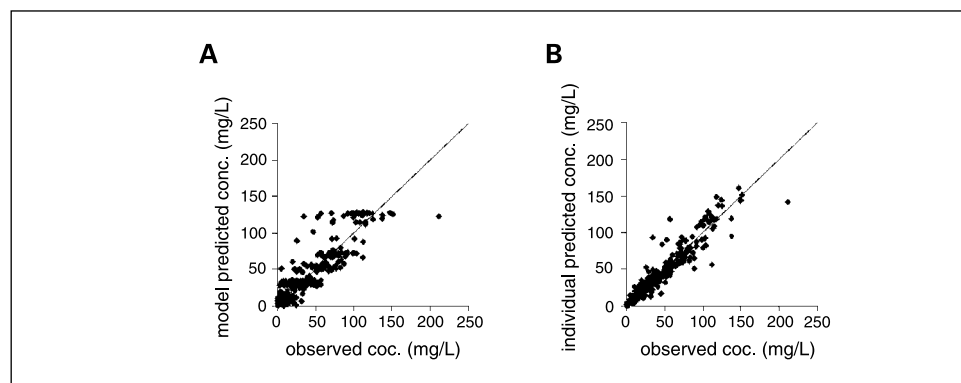 A
model predicted conc. (mg/L)
250
200
150
100
50
0
0 50 100 150 200 250
observed coc. (mg/L)
B
individual predicted conc. (mg/L)
250
200
150
100
50
0
0 50 100 150 200 250
observed coc. (mg/L)